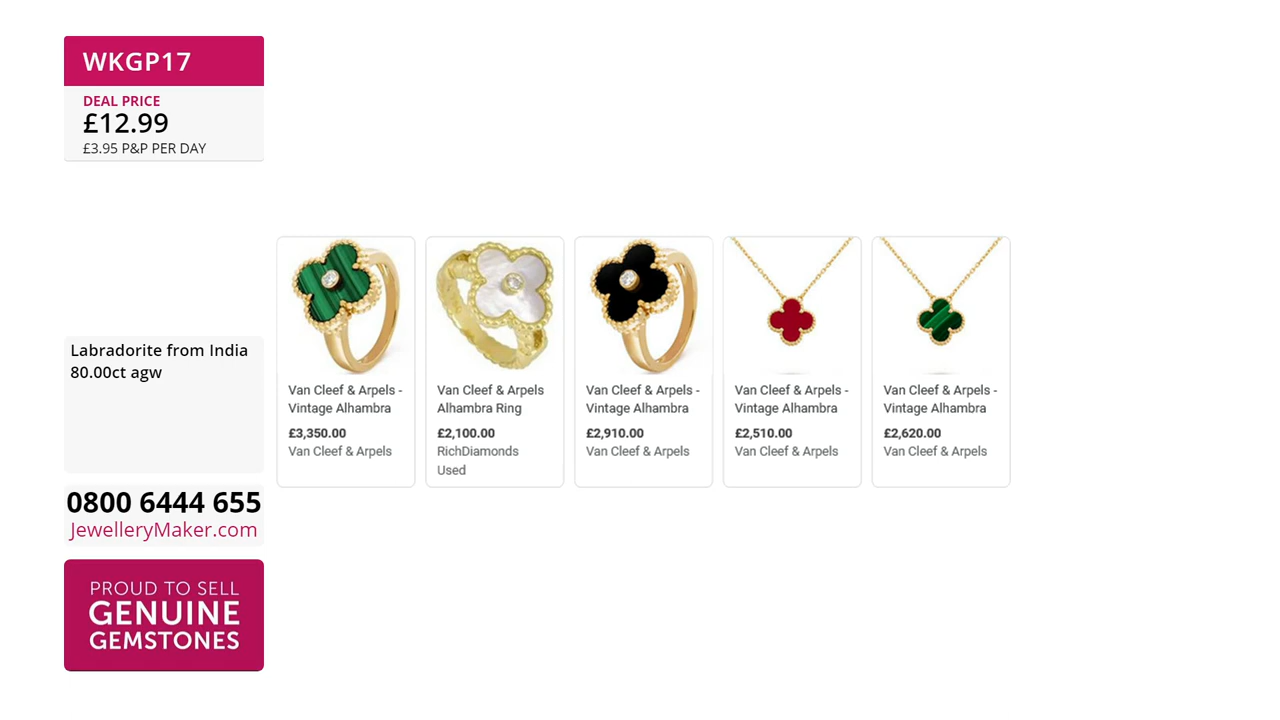 WKGP17
DEAL PRICE
£12.99
£3.95 P&P PER DAY
Labradorite from India
80.00ct agw
0800 6444 655
JewelleryMaker.com
PROUD TO SELL
GENUINE
GEMSTONES
Van Cleef & Arpels -
Vintage Alhambra
£3,350.00
Van Cleef & Arpels
Van Cleef & Arpels
Alhambra Ring
£2,100.00
RichDiamonds
Used
Van Cleef & Arpels -
Vintage Alhambra
£2,910.00
Van Cleef & Arpels
Van Cleef & Arpels -
Vintage Alhambra
£2,510.00
Van Cleef & Arpels
Van Cleef & Arpels -
Vintage Alhambra
£2,620.00
Van Cleef & Arpels